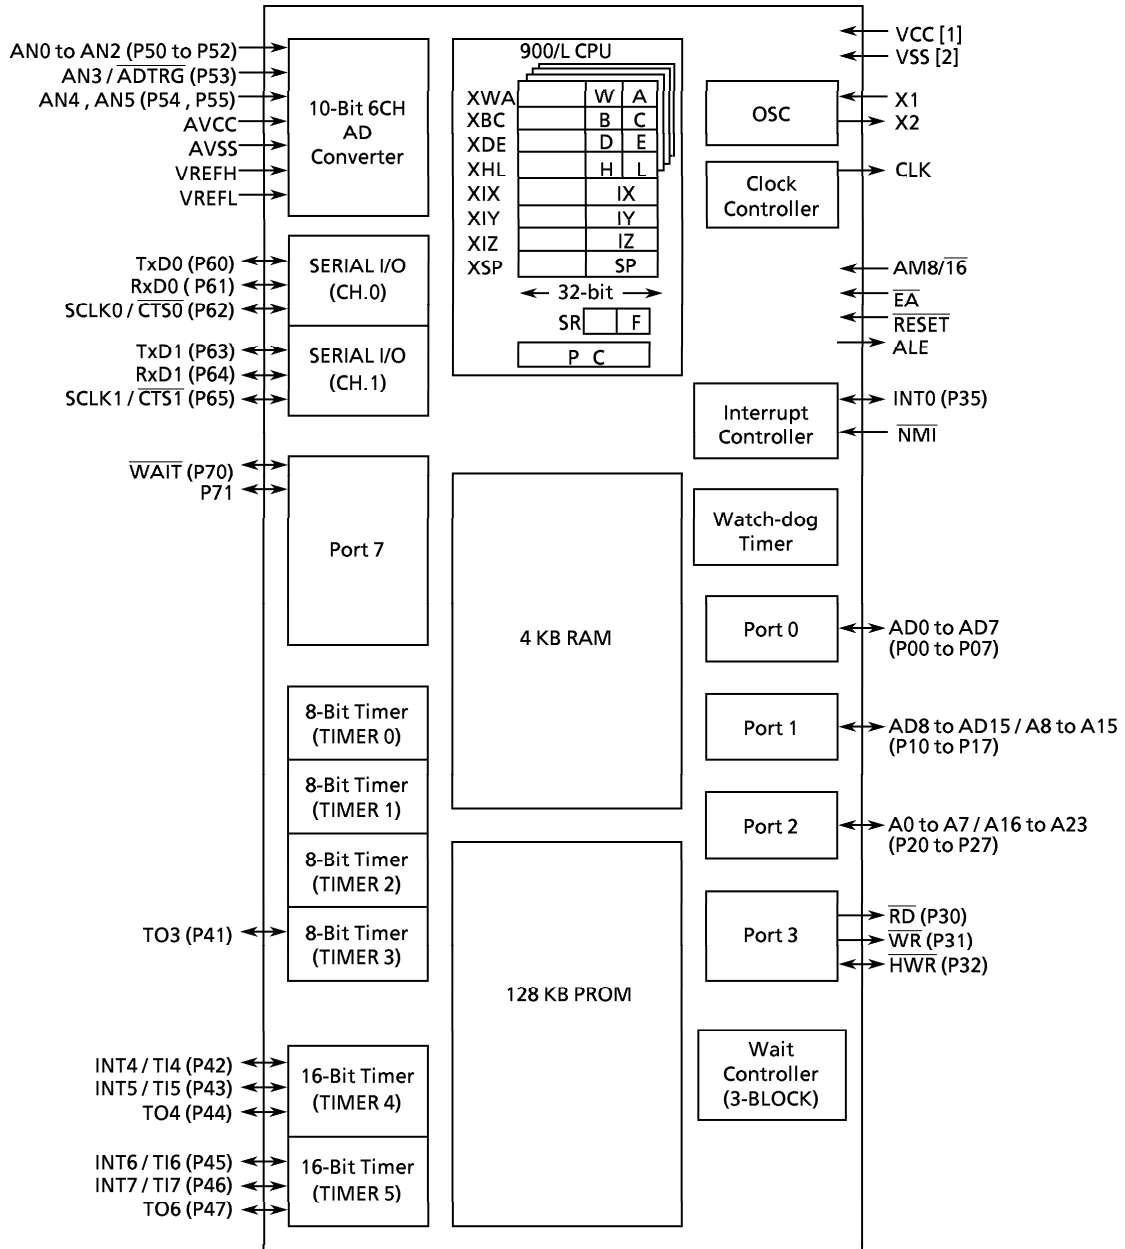 AN0 to AN2 (P50 to P52)
AN3 / ADTRG (P53)
AN4 , AN5 (P54 , P55)
AVCC
AVSS
VREFH
VREFL
10-Bit 6CH
AD
Converter
TxD0 (P60)
RxD0 ( P61)
SCLK0 / CTS0 (P62)
SERIAL I/O
(CH.0)
TxD1 (P63)
RxD1 (P64)
SCLK1 / CTS1 (P65)
SERIAL I/O
(CH.1)
WAIT (P70)
P71
Port 7
8-Bit Timer
(TIMER 0)
8-Bit Timer
(TIMER 1)
8-Bit Timer
(TIMER 2)
TO3 (P41)
8-Bit Timer
(TIMER 3)
INT4 / TI4 (P42)
INT5 / TI5 (P43)
TO4 (P44)
16-Bit Timer
(TIMER 4)
INT6 / TI6 (P45)
INT7 / TI7 (P46)
TO6 (P47)
16-Bit Timer
(TIMER 5)
900/L CPU
XWA W A
XBC B C
XDE D E
XHL H L
XIX IX
XIY IY
XIZ IZ
XSP SP
32-bit
SR F
P C
4 KB RAM
128 KB PROM
VCC [1]
VSS [2]
OSC
X1
X2
Clock
Controller
CLK
AM8/16
EA
RESET
ALE
Interrupt
Controller
INT0 (P35)
NMI
Watch-dog
Timer
Port 0
AD0 to AD7
(P00 to P07)
Port 1
AD8 to AD15 / A8 to A15
(P10 to P17)
Port 2
A0 to A7 / A16 to A23
(P20 to P27)
Port 3
RD (P30)
WR (P31)
HWR (P32)
Wait
Controller
(3-BLOCK)